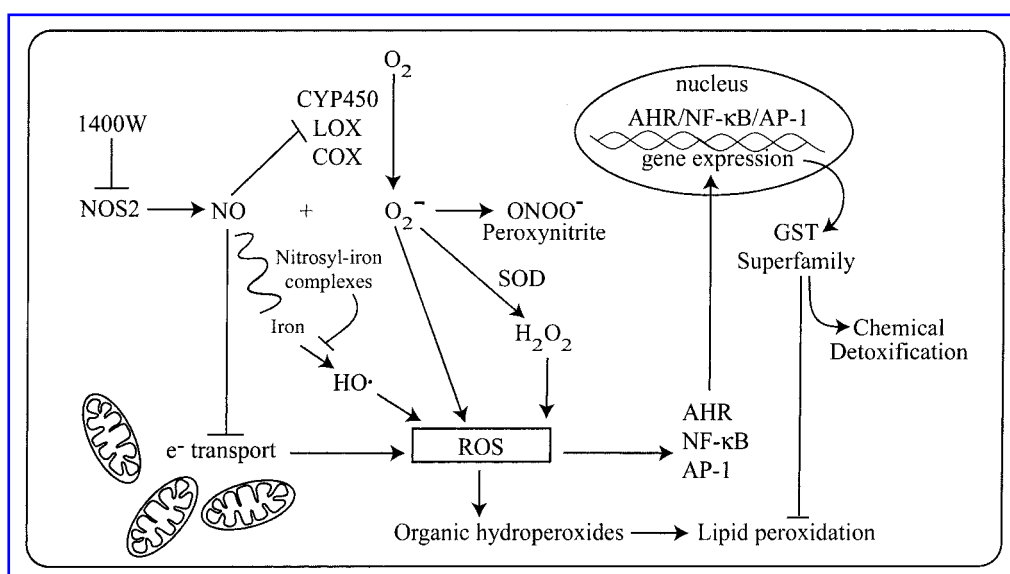 O₂
nucleus
CYP450
LOX
COX
AHR/NF-κB/AP-1
gene expression
1400W
NOS2
NO
+
O₂⁻
ONOO⁻
Peroxynitrite
GST
Superfamily
Nitrosyl-iron
complexes
SOD
Iron
H₂O₂
Chemical
Detoxification
HO·
AHR
NF-κB
AP-1
e⁻ transport
ROS
Organic hydroperoxides
Lipid peroxidation